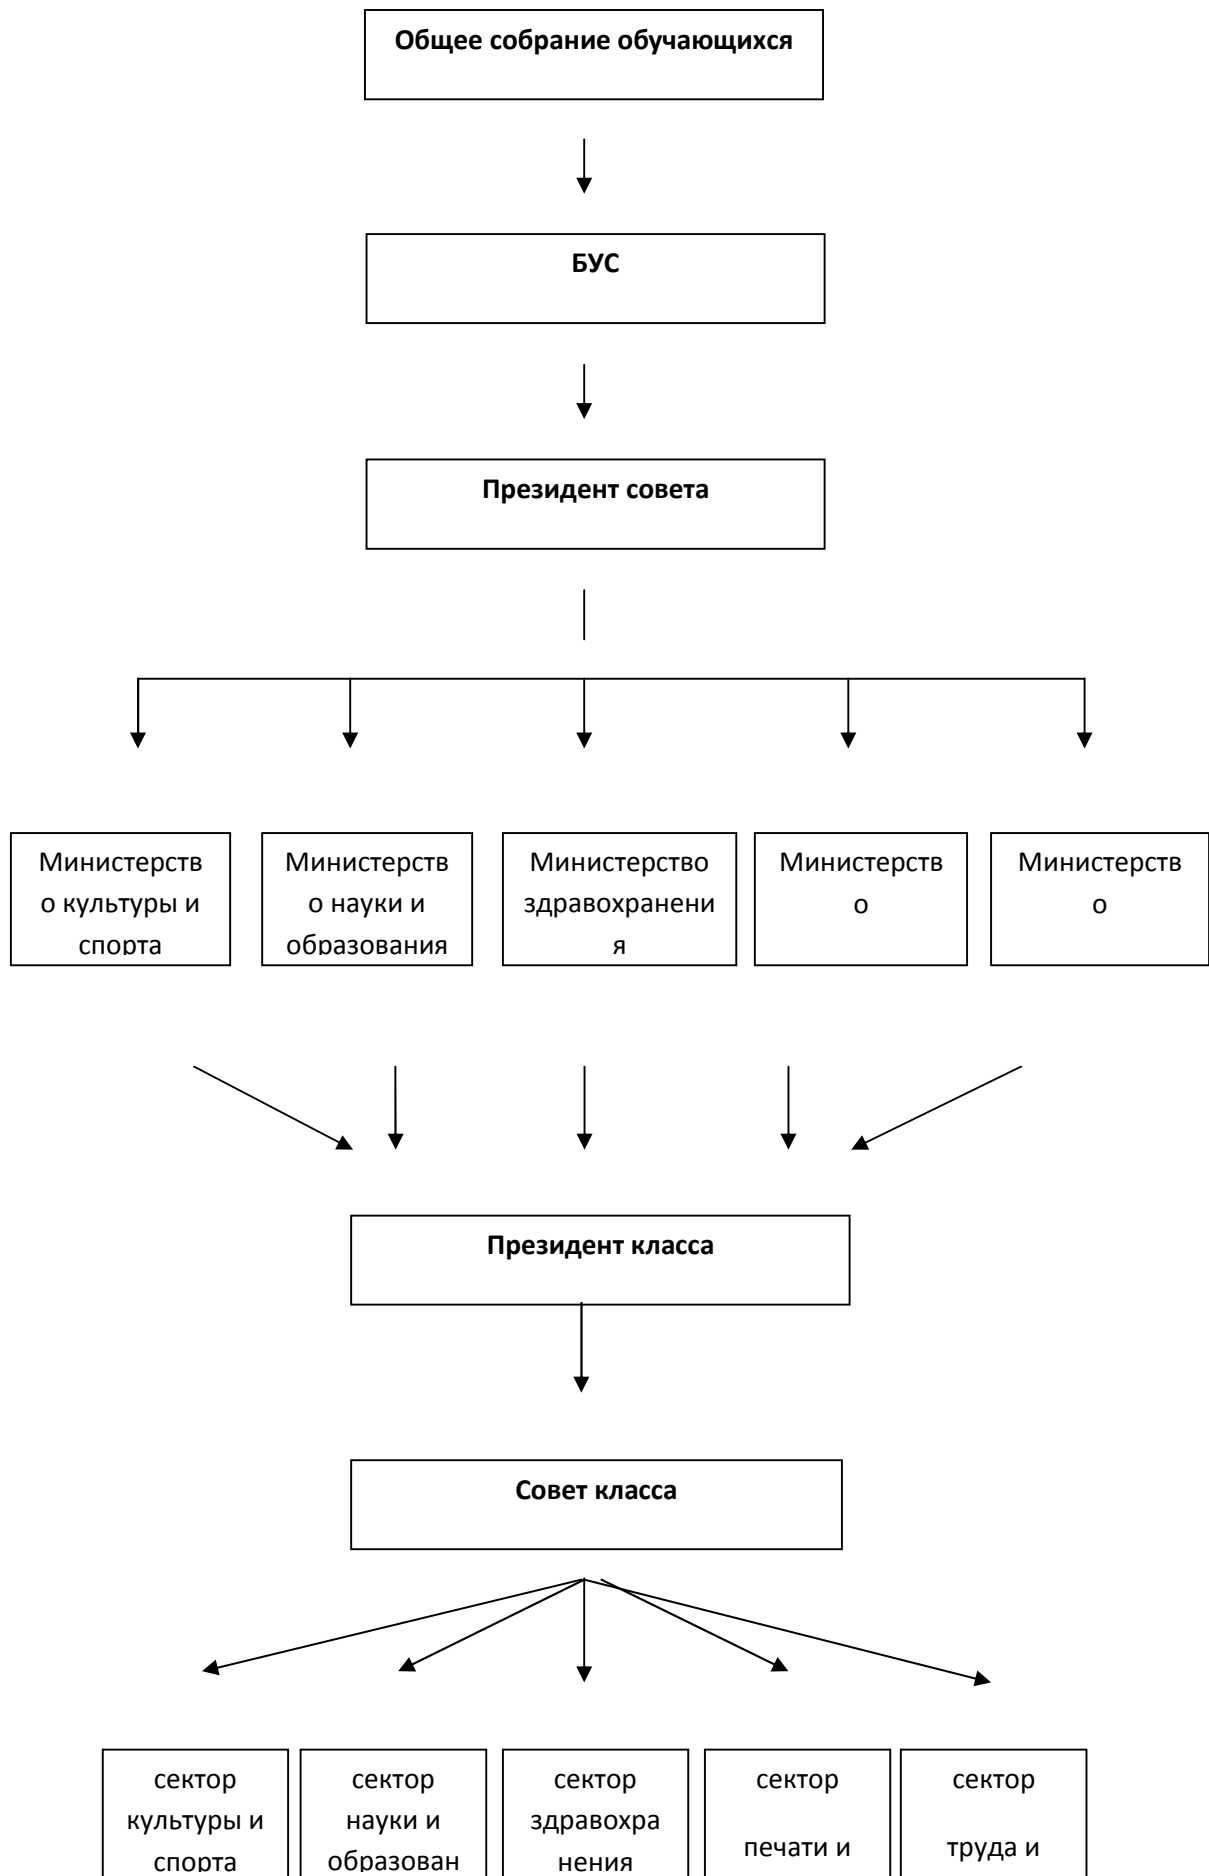 Общее собрание обучающихся
БУС
Президент совета
Министерств
о культуры и
спорта
Министерств
о науки и
образования
Министерство
здравохранени
я
Министерств
о
Министерств
о
Президент класса
Совет класса
сектор
культуры и
спорта
сектор
науки и
образован
сектор
здравохра
нения
сектор
печати и
сектор
труда и